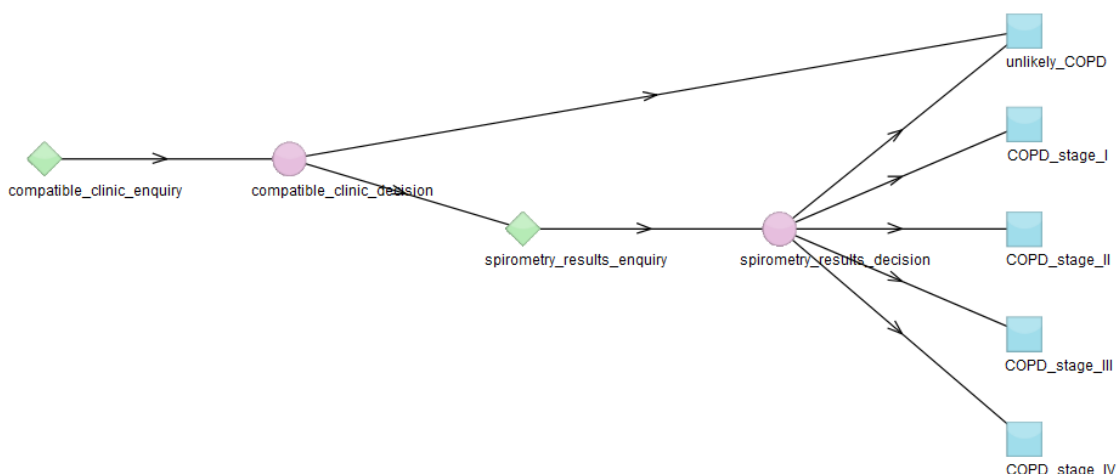 unlikely_COPD
COPD_stage_I
compatible_clinic_enquiry
compatible_clinic_decision
spirometry_results_enquiry
spirometry_results_decision
COPD_stage_II
COPD_stage_III
COPD_stage_IV